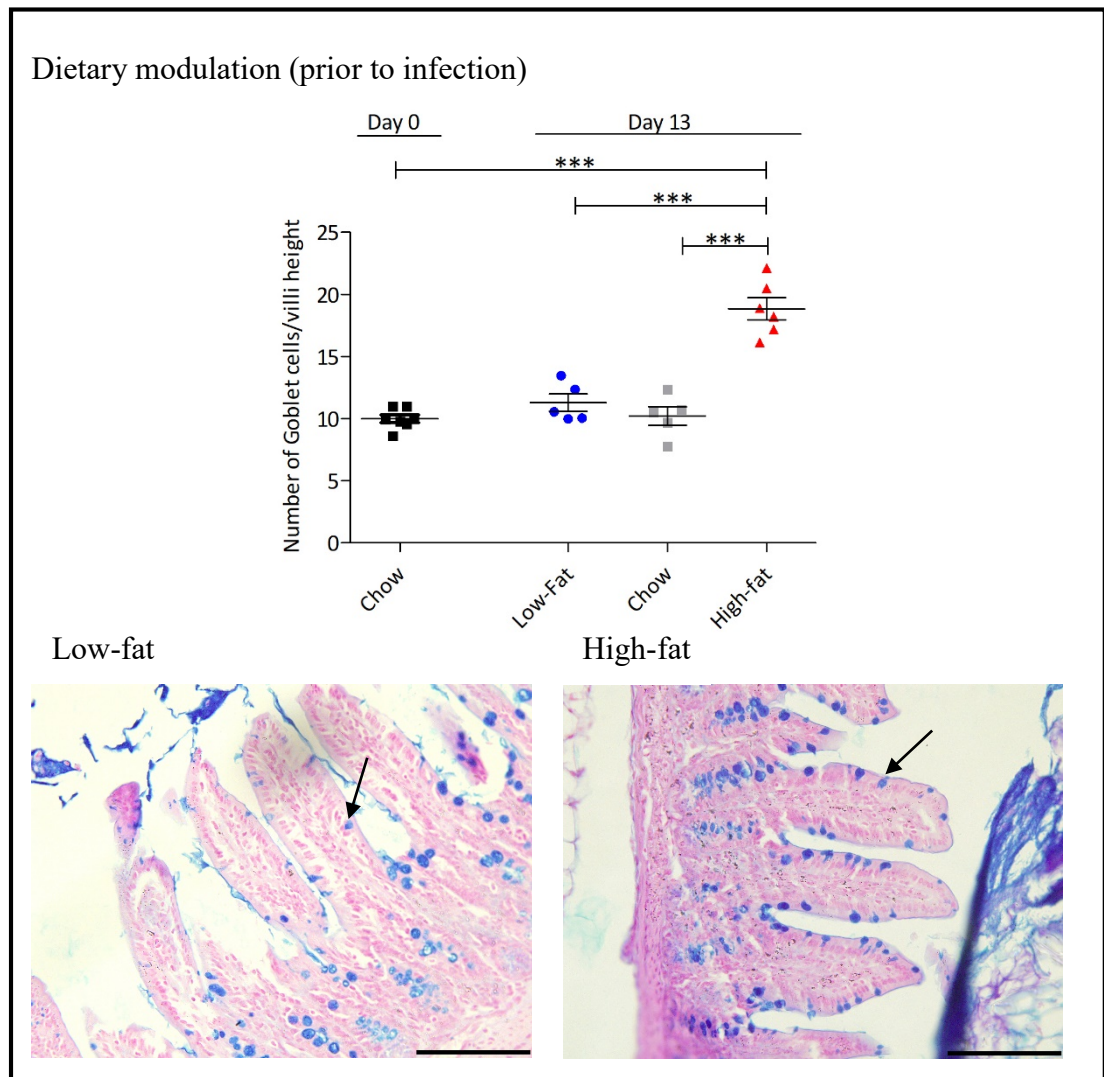 Dietary modulation (prior to infection)
Day 0
Day 13
***
***
***
Number of Goblet cells/villi height
25
20
15
10
5
0
Chow
Low-Fat
Chow
High-fat
Low-fat
High-fat